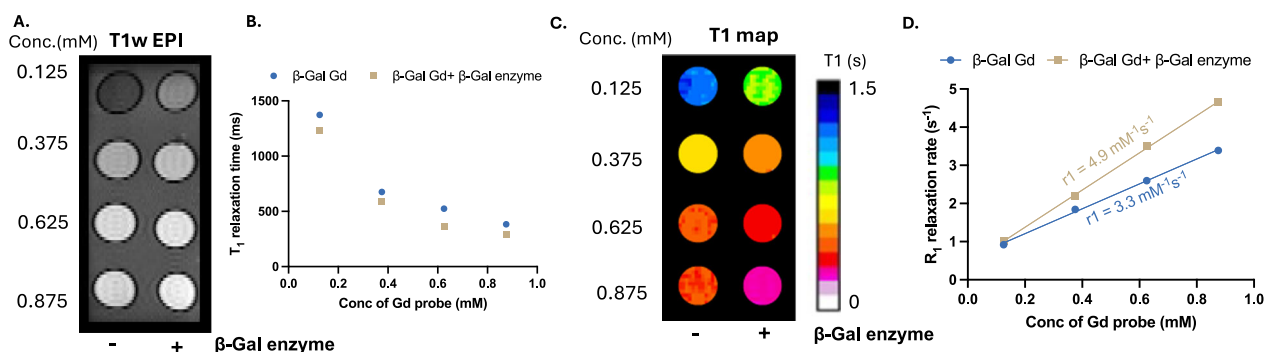 A.
Conc.(mM) T1w EPI
0.125
0.375
0.625
0.875
- + β-Gal enzyme
B.
β-Gal Gd β-Gal Gd+ β-Gal enzyme
T₁ relaxation time (ms)
1500
1000
500
0
0.0 0.2 0.4 0.6 0.8 1.0
Conc of Gd probe (mM)
C.
Conc. (mM) T1 map
T1 (s)
0.125
0.375
0.625
0.875
1.5
0
- + β-Gal enzyme
D.
β-Gal Gd β-Gal Gd+ β-Gal enzyme
R₁ relaxation rate (s⁻¹)
5
4
3
2
1
0
r1 = 4.9 mM⁻¹s⁻¹
r1 = 3.3 mM⁻¹s⁻¹
0.0 0.2 0.4 0.6 0.8 1.0
Conc of Gd probe (mM)